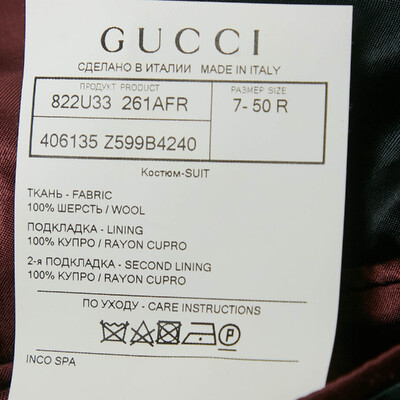 GUCCI
СДЕЛАНО В ИТАЛИИ MADE IN ITALY
ПРОДУКТ PRODUCT РАЗМЕР SIZE
822U33 261AFR 7- 50 R
406135 Z599B4240
Костюм-SUIT
ТКАНЬ - FABRIC
100% ШЕРСТЬ / WOOL
ПОДКЛАДКА - LINING
100% КУПРО / RAYON CUPRO
2-я ПОДКЛАДКА - SECOND LINING
100% КУПРО / RAYON CUPRO
ПО УХОДУ - CARE INSTRUCTIONS
P
INCO SPA